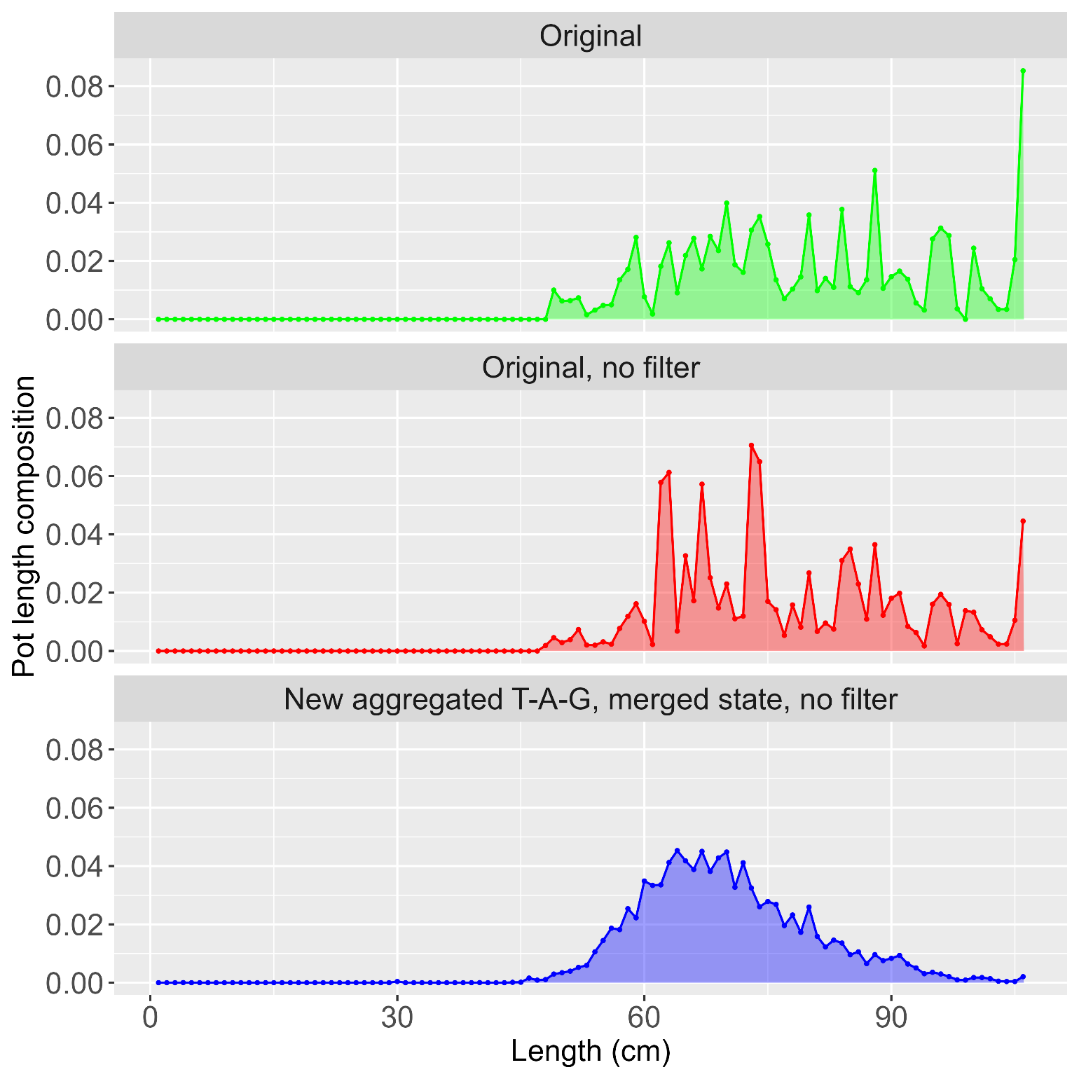 Original
0.08
0.06
0.04
0.02
0.00
Original, no filter
0.08
0.06
0.04
0.02
0.00
New aggregated T-A-G, merged state, no filter
0.08
0.06
0.04
0.02
0.00
Pot length composition
0 30 60 90
Length (cm)